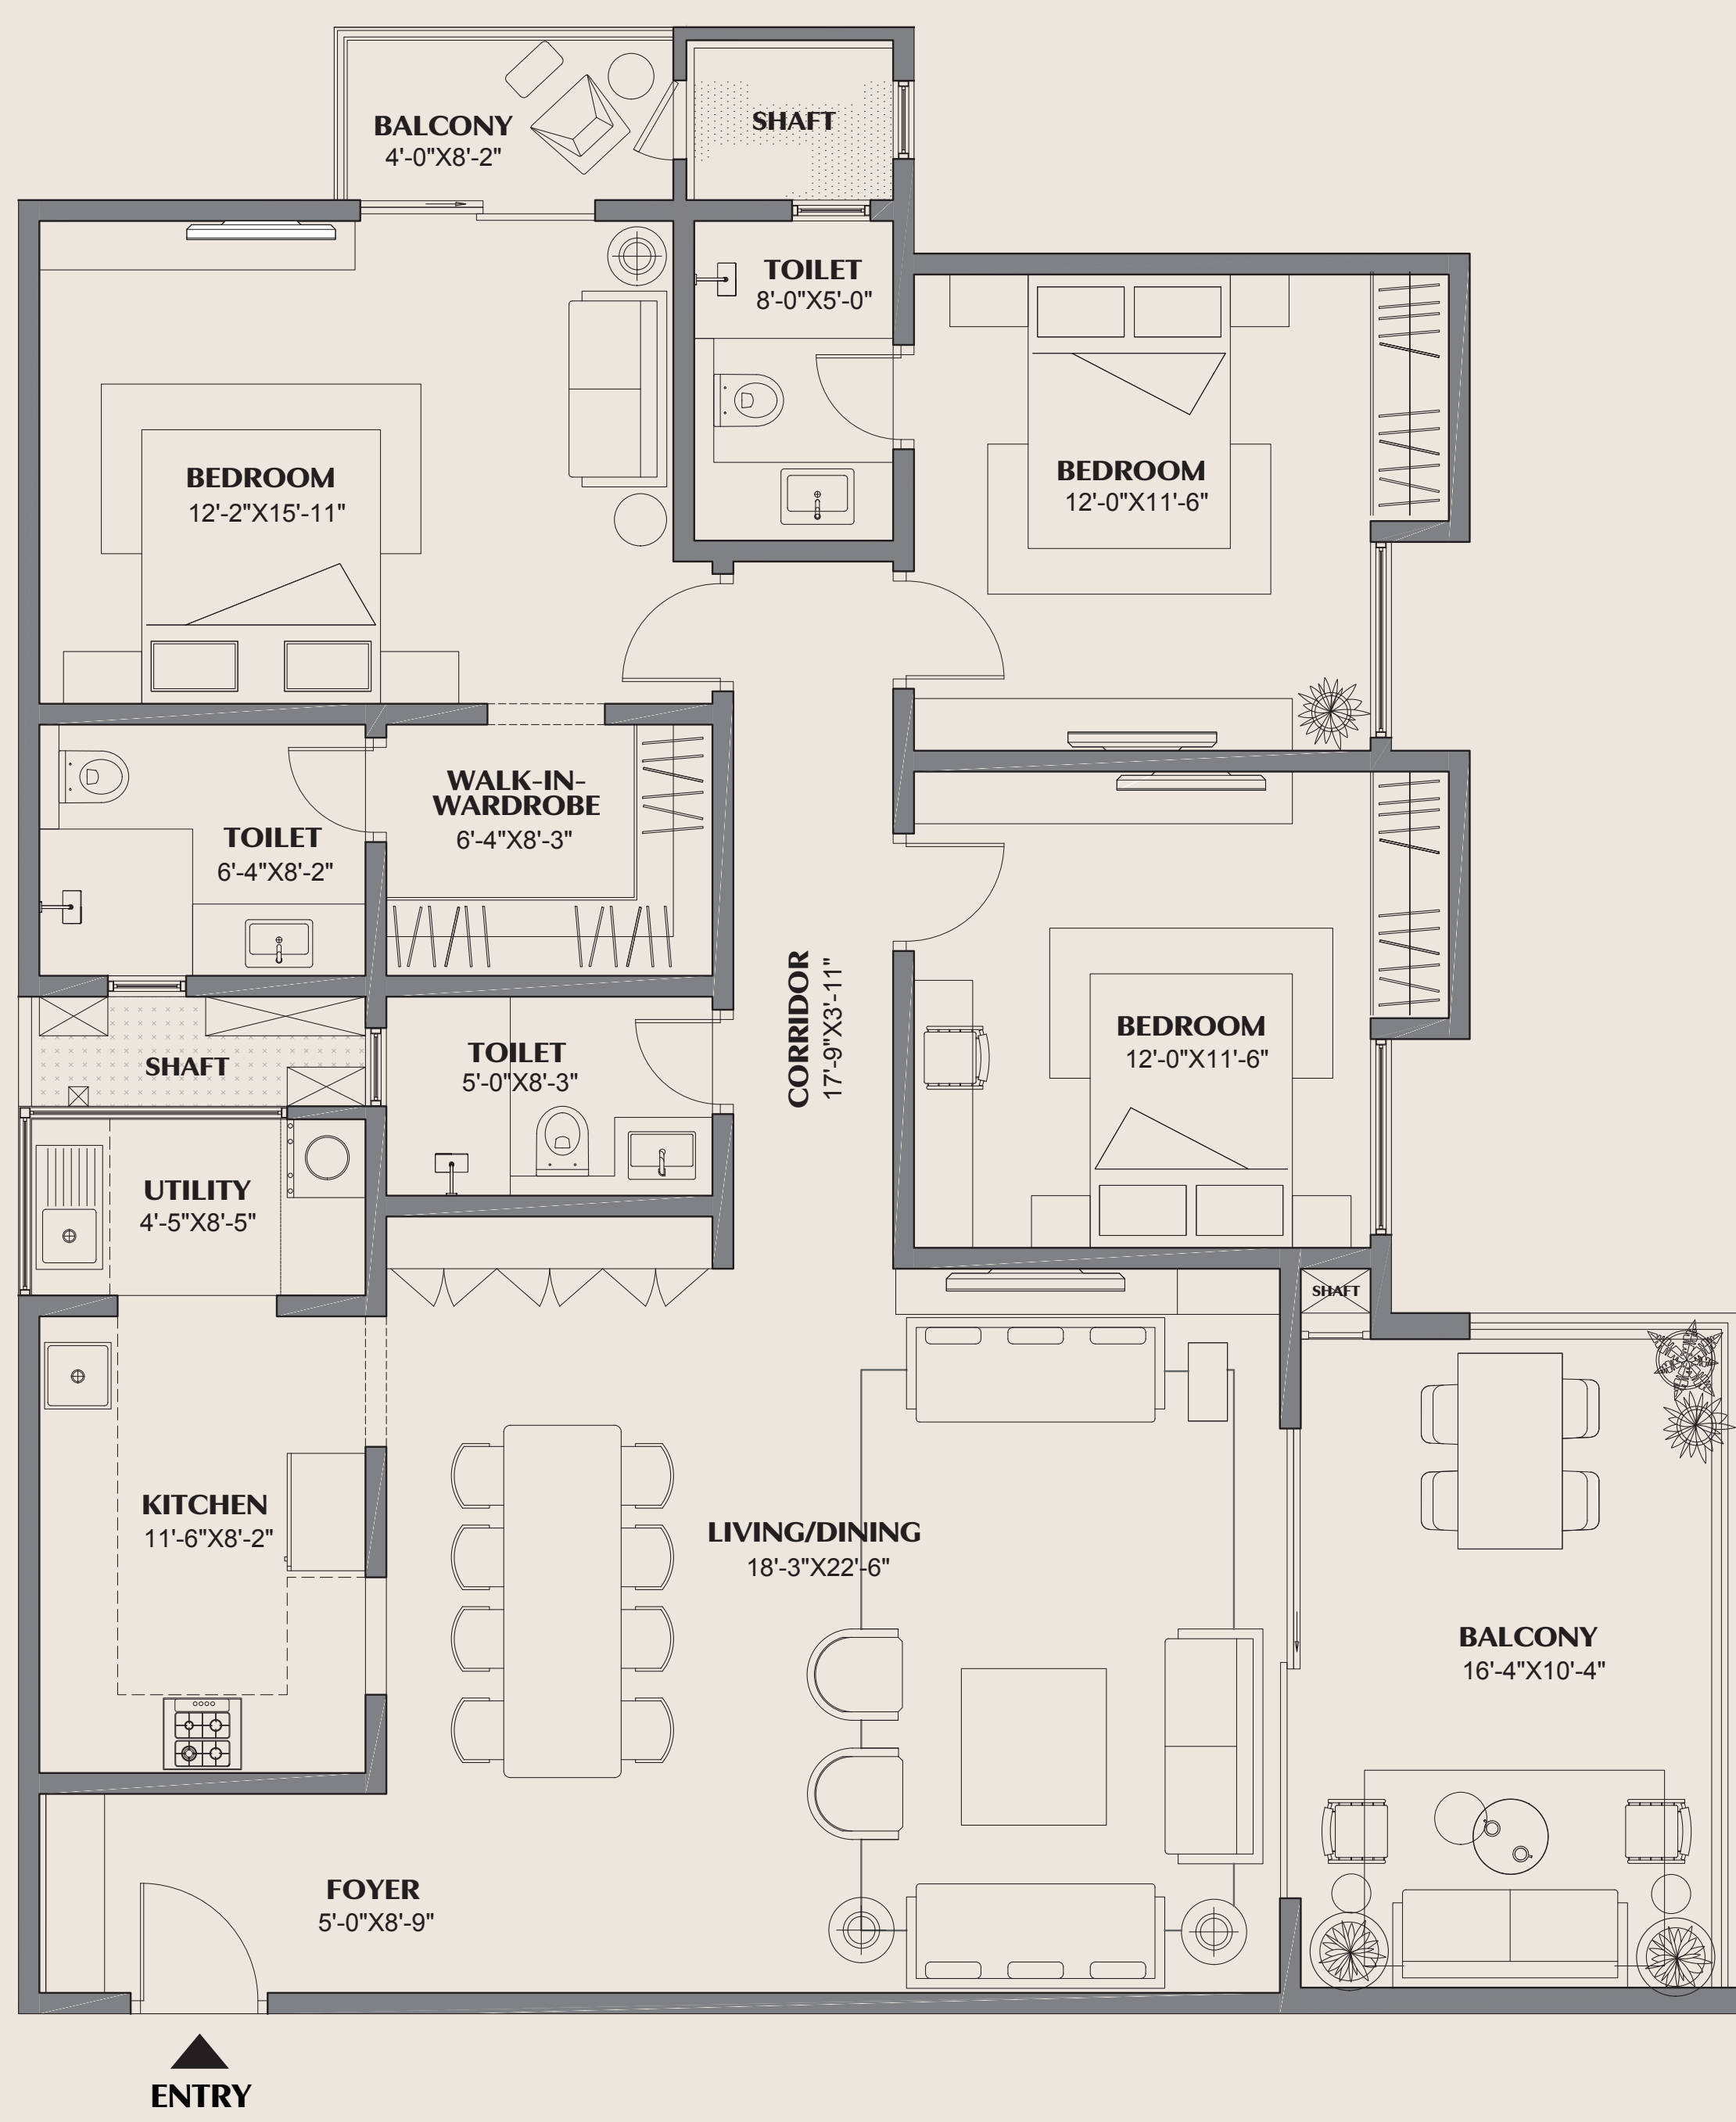 BALCONY
4'-0"X8'-2"
SHAFT
TOILET
8'-0"X5'-0"
BEDROOM
12'-2"X15'-11"
BEDROOM
12'-0"X11'-6"
WALK-IN-
WARDROBE
6'-4"X8'-3"
TOILET
6'-4"X8'-2"
CORRIDOR
17'-9"X3'-11"
BEDROOM
12'-0"X11'-6"
SHAFT
TOILET
5'-0"X8'-3"
UTILITY
4'-5"X8'-5"
SHAFT
KITCHEN
11'-6"X8'-2"
LIVING/DINING
18'-3"X22'-6"
BALCONY
16'-4"X10'-4"
FOYER
5'-0"X8'-9"
ENTRY